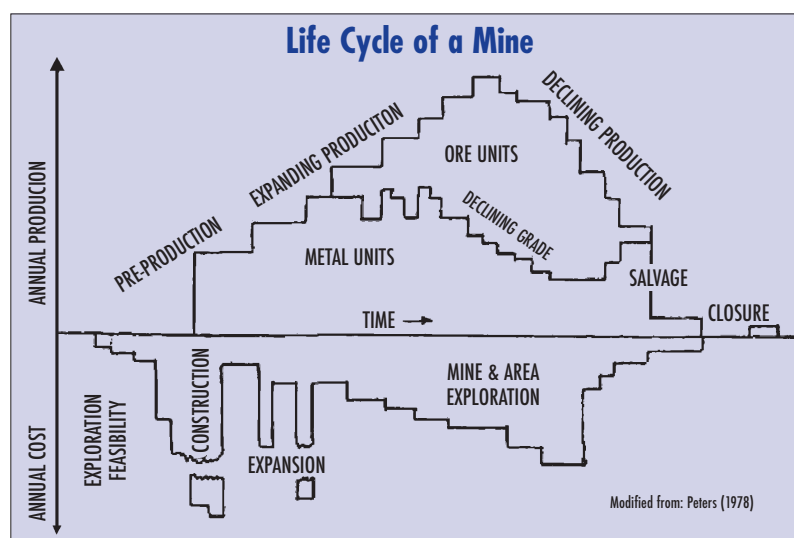 Life Cycle of a Mine
ANNUAL PRODUCION
ANNUAL COST
PRE-PRODUCTION
EXPANDING PRODUCITON
DECLINING PRODUCTION
ORE UNITS
DECLINING GRADE
METAL UNITS
SALVAGE
TIME →
CLOSURE
EXPLORATION
FEASIBILITY
CONSTRUCTION
EXPANSION
MINE & AREA
EXPLORATION
Modified from: Peters (1978)